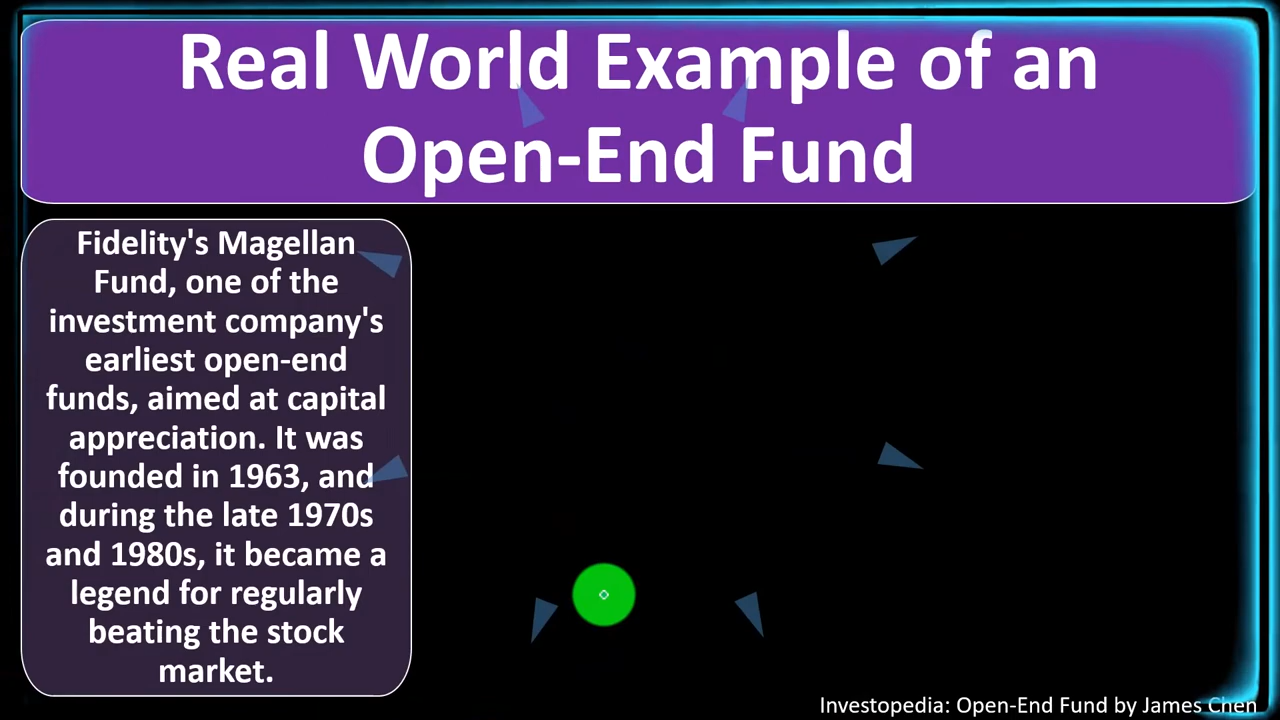 Real World Example of an
Open-End Fund
Fidelity's Magellan
Fund, one of the
investment company's
earliest open-end
funds, aimed at capital
appreciation. It was
founded in 1963, and
during the late 1970s
and 1980s, it became a
legend for regularly
beating the stock
market.
Investopedia: Open-End Fund by James Chen